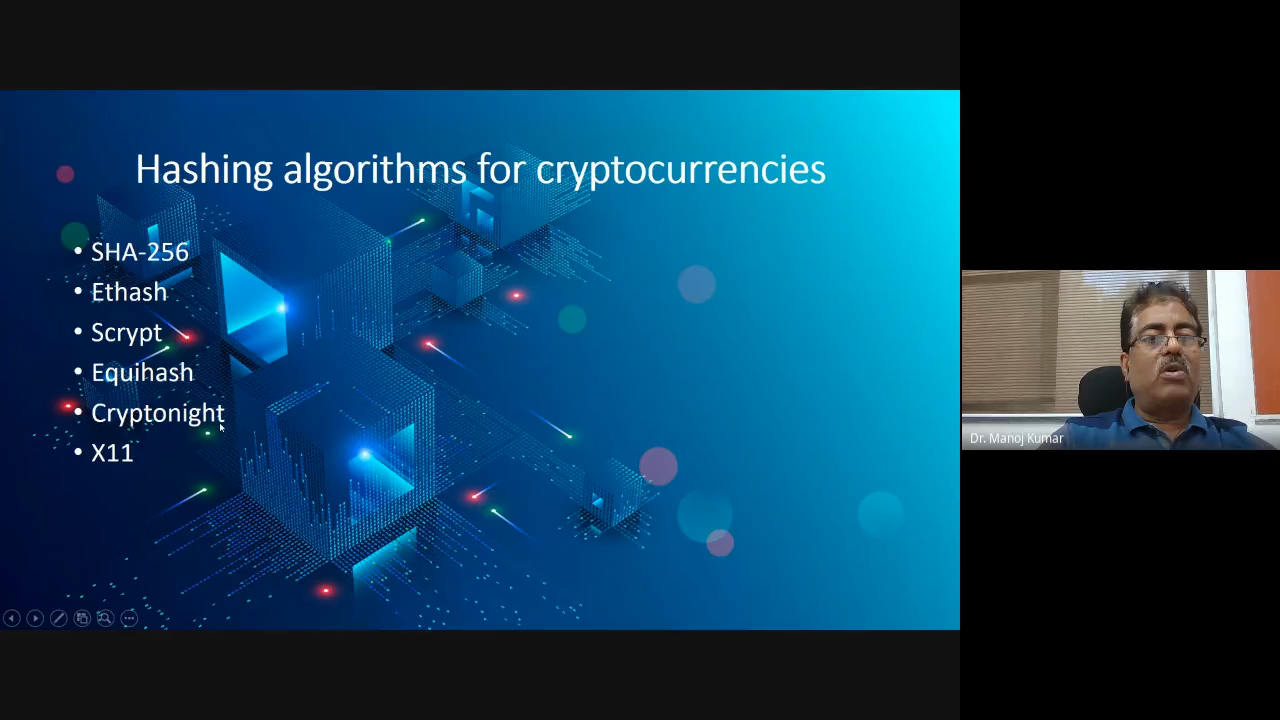 Hashing algorithms for cryptocurrencies
• SHA-256
• Ethash
• Scrypt
• Equihash
• Cryptonight
• X11
Dr. Manoj Kumar